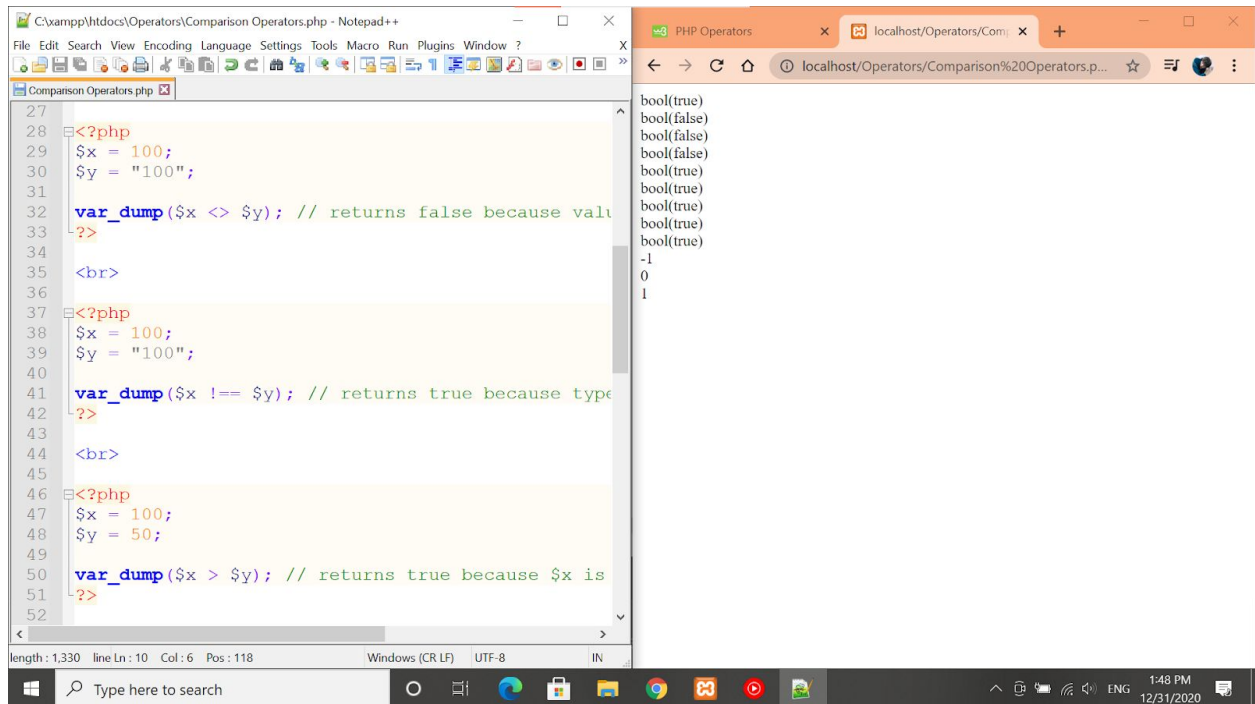 C:\xampp\htdocs\Operators\Comparison Operators.php - Notepad++
File Edit Search View Encoding Language Settings Tools Macro Run Plugins Window ? X
Comparison Operators.php
27
28 <?php
29 $x = 100;
30 $y = "100";
31
32 var_dump($x <> $y); // returns false because valu
33 ?>
34
35 <br>
36
37 <?php
38 $x = 100;
39 $y = "100";
40
41 var_dump($x !== $y); // returns true because type
42 ?>
43
44 <br>
45
46 <?php
47 $x = 100;
48 $y = 50;
49
50 var_dump($x > $y); // returns true because $x is
51 ?>
52
length : 1,330 line Ln : 10 Col : 6 Pos : 118 Windows (CR LF) UTF-8 IN
PHP Operators
localhost/Operators/Com
localhost/Operators/Comparison%20Operators.p...
bool(true)
bool(false)
bool(false)
bool(false)
bool(true)
bool(true)
bool(true)
bool(true)
bool(true)
-1
0
1
Type here to search
ENG
1:48 PM
12/31/2020